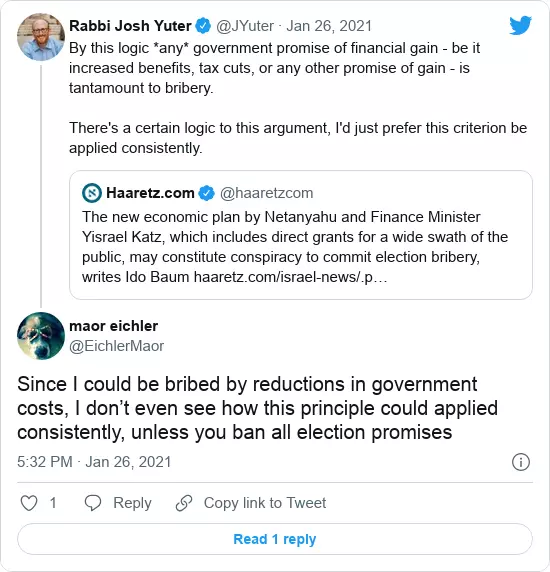 Rabbi Josh Yuter @JYuter · Jan 26, 2021
By this logic *any* government promise of financial gain - be it
increased benefits, tax cuts, or any other promise of gain - is
tantamount to bribery.
There's a certain logic to this argument, I'd just prefer this criterion be
applied consistently.
Haaretz.com @haaretzcom
The new economic plan by Netanyahu and Finance Minister
Yisrael Katz, which includes direct grants for a wide swath of the
public, may constitute conspiracy to commit election bribery,
writes Ido Baum haaretz.com/israel-news/.p…
maor eichler
@EichlerMaor
Since I could be bribed by reductions in government
costs, I don’t even see how this principle could applied
consistently, unless you ban all election promises
5:32 PM · Jan 26, 2021
1 Reply Copy link to Tweet
Read 1 reply